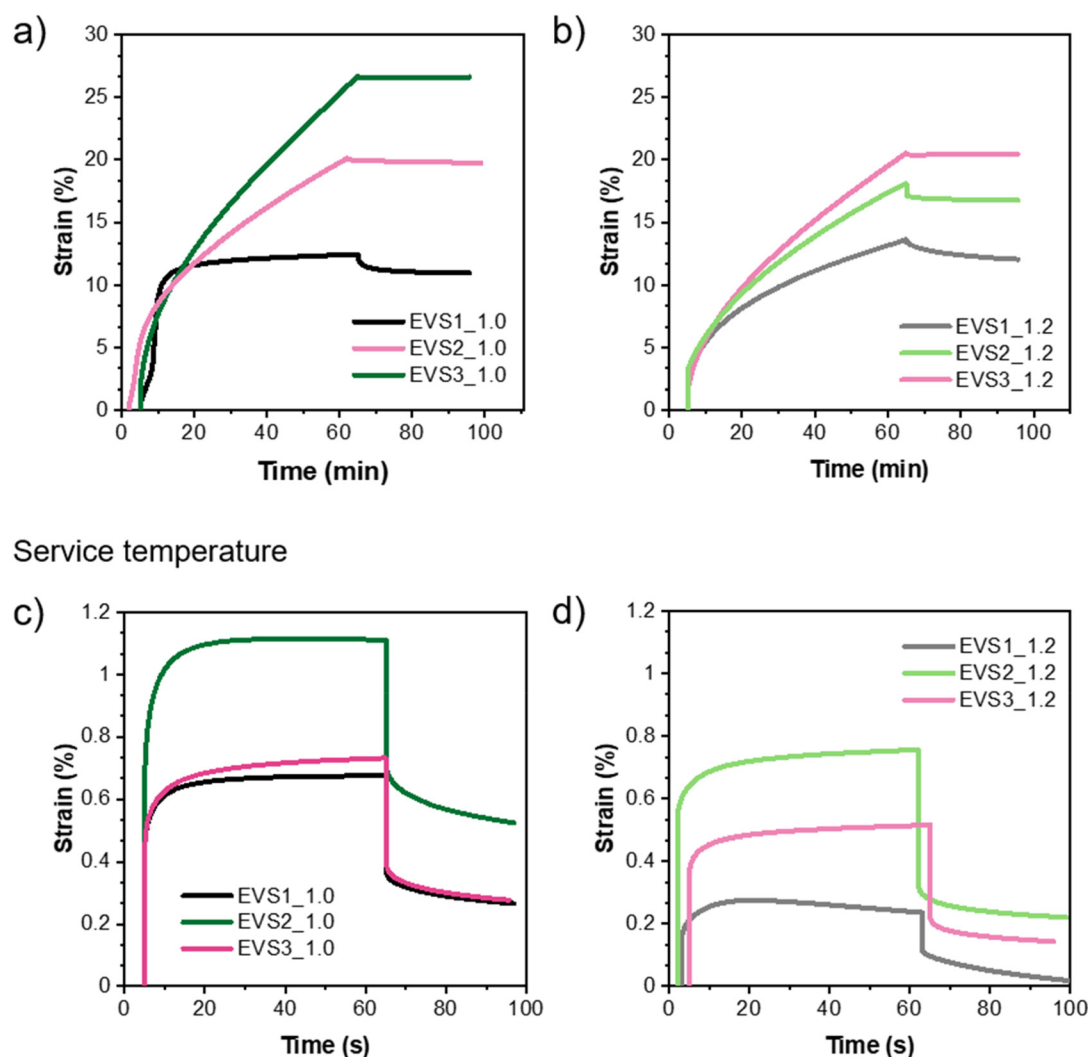 a)
30
25
20
15
10
5
0
Strain (%)
EVS1_1.0
EVS2_1.0
EVS3_1.0
0 20 40 60 80 100
Time (min)
b)
30
25
20
15
10
5
0
Strain (%)
EVS1_1.2
EVS2_1.2
EVS3_1.2
0 20 40 60 80 100
Time (min)
Service temperature
c)
1.2
1
0.8
0.6
0.4
0.2
0
Strain (%)
EVS1_1.0
EVS2_1.0
EVS3_1.0
0 20 40 60 80 100
Time (s)
d)
1.2
1
0.8
0.6
0.4
0.2
0
Strain (%)
EVS1_1.2
EVS2_1.2
EVS3_1.2
0 20 40 60 80 100
Time (s)